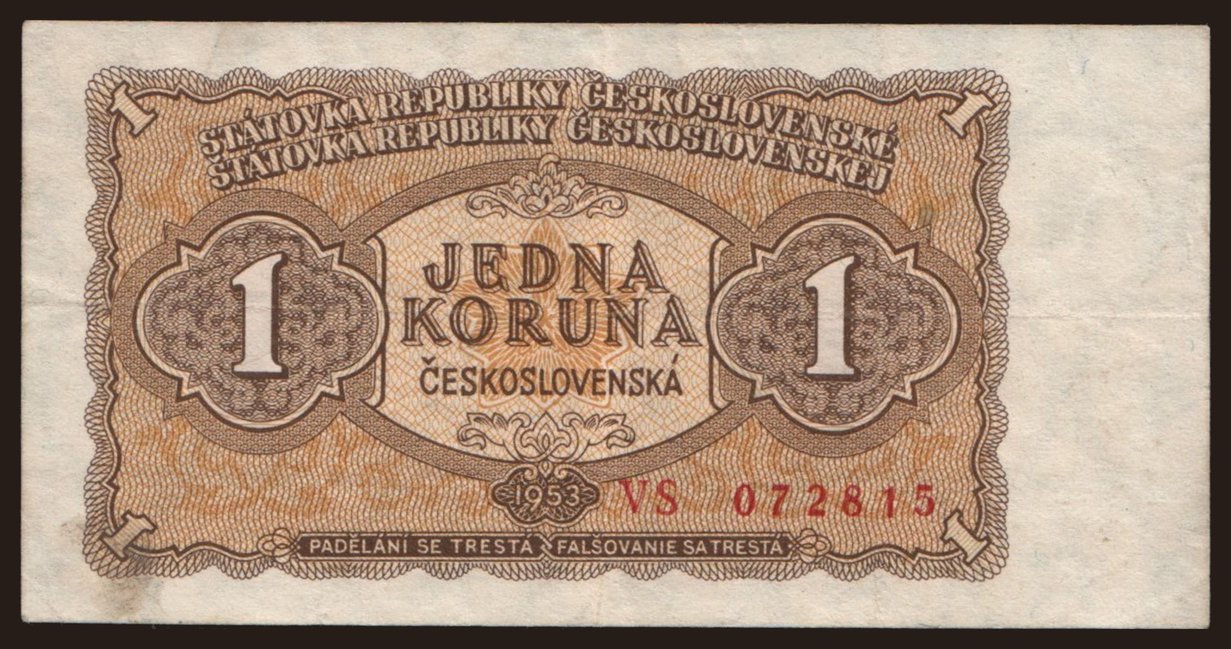 1 1
STÁTOVKA REPUBLIKY ČESKOSLOVENSKÉ
ŠTÁTOVKA REPUBLIKY ČESKOSLOVENSKEJ
1 JEDNA 1
KORUNA
ČESKOSLOVENSKÁ
1953 VS 072815
1 1
PADĚLÁNÍ SE TRESTÁ FALŠOVANIE SA TRESTÁ